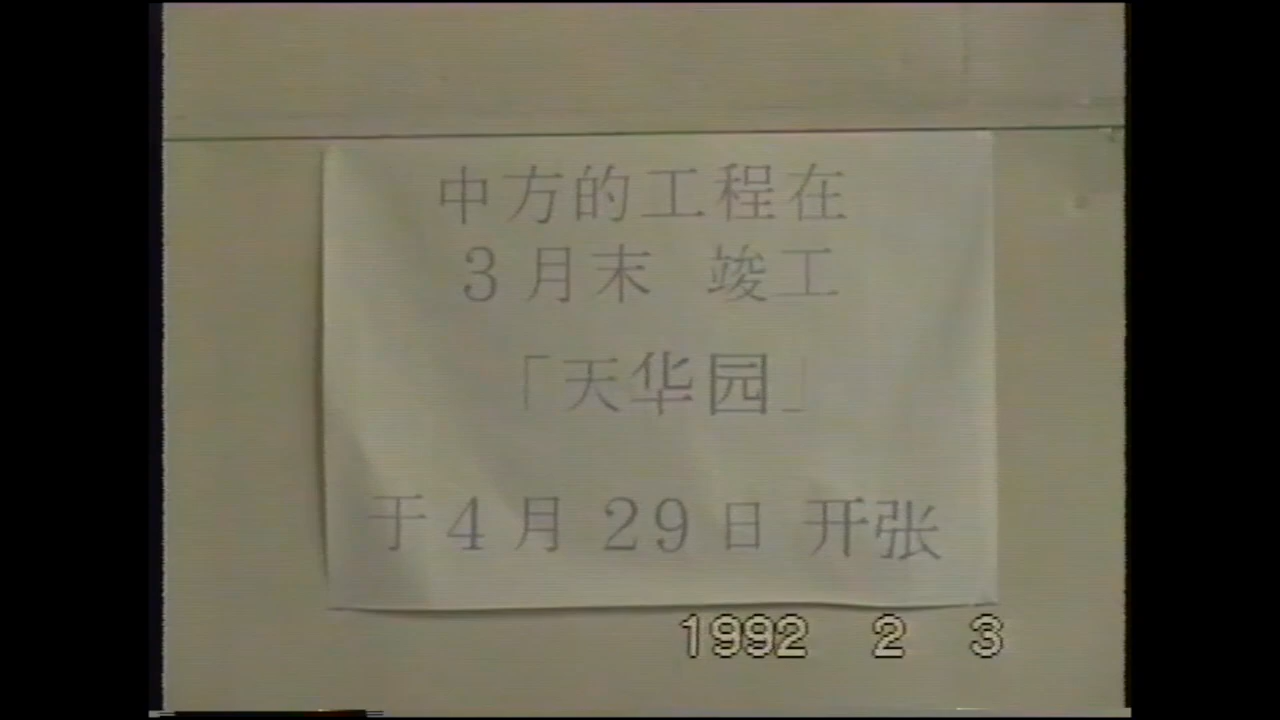 中方的工程在
3月末 竣工
「天华园」
于4月29日 开张
1992 2 3